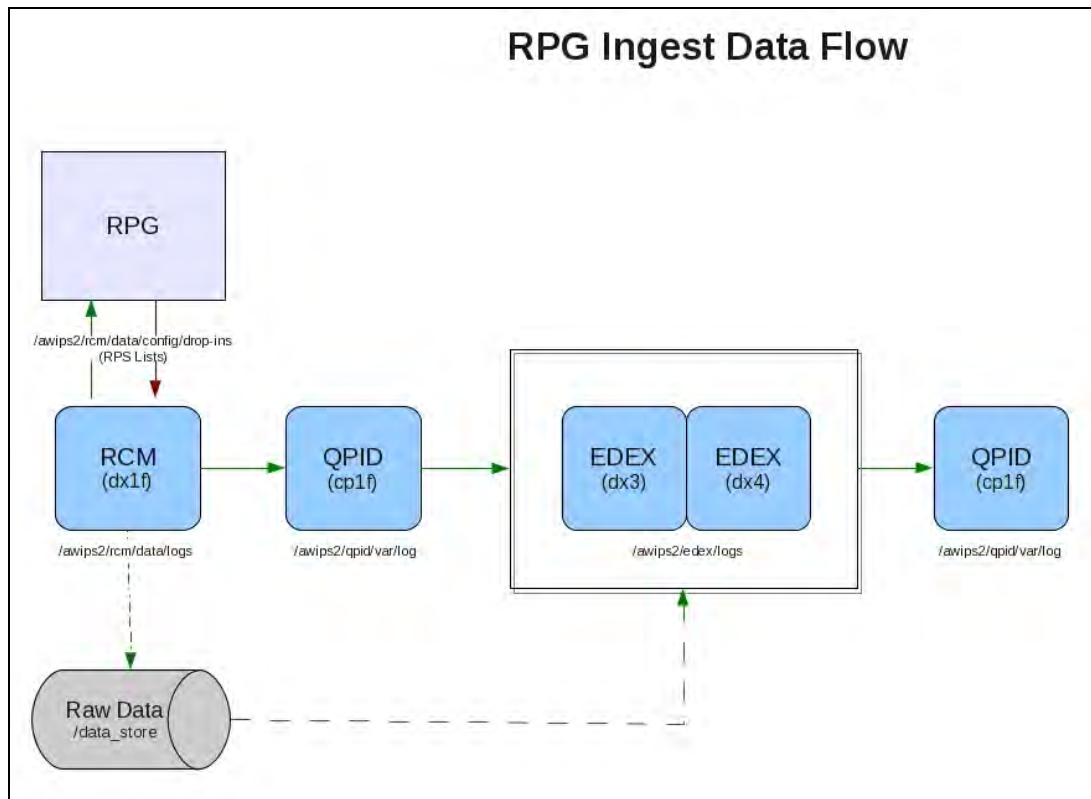 RPG Ingest Data Flow
RPG
/awips2/rcm/data/config/drop-ins
(RPS Lists)
RCM
(dx1f)
QPID
(cp1f)
EDEX
(dx3)
EDEX
(dx4)
QPID
(cp1f)
/awips2/rcm/data/logs
/awips2/qpid/var/log
/awips2/edex/logs
/awips2/qpid/var/log
Raw Data
/data_store